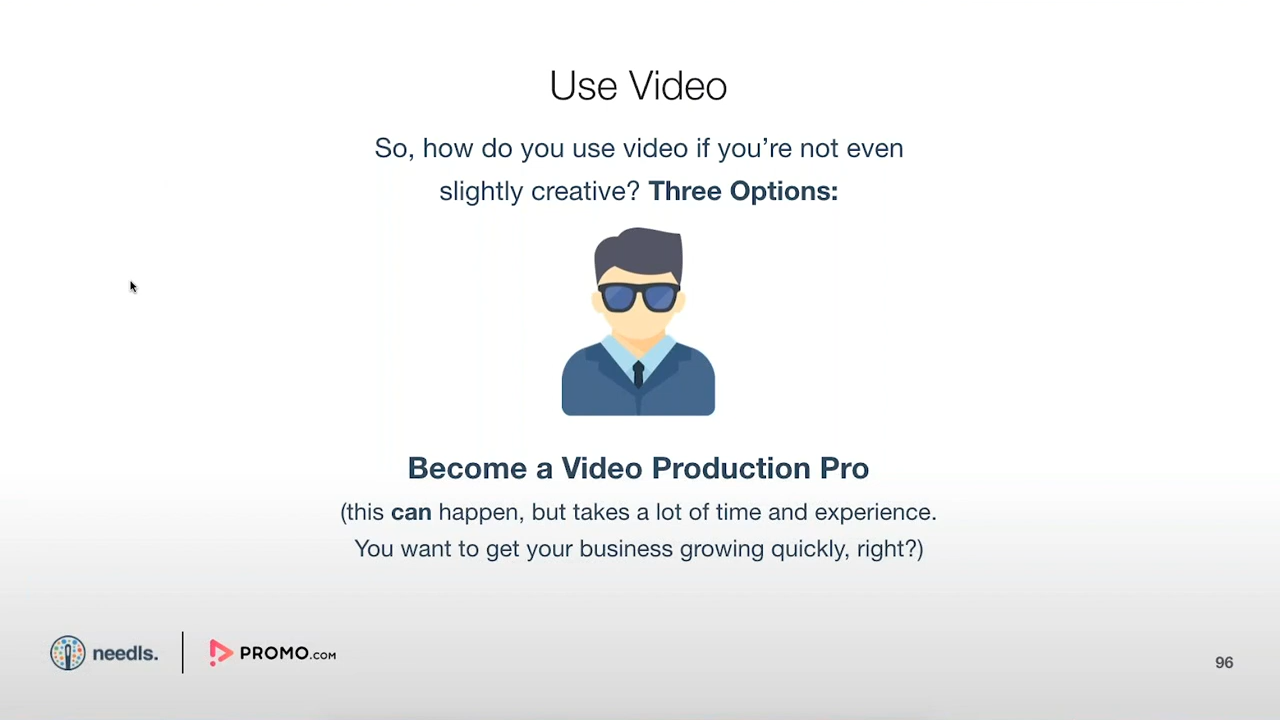 Use Video
So, how do you use video if you’re not even
slightly creative? Three Options:
Become a Video Production Pro
(this can happen, but takes a lot of time and experience.
You want to get your business growing quickly, right?)
needls.
PROMO.COM
96